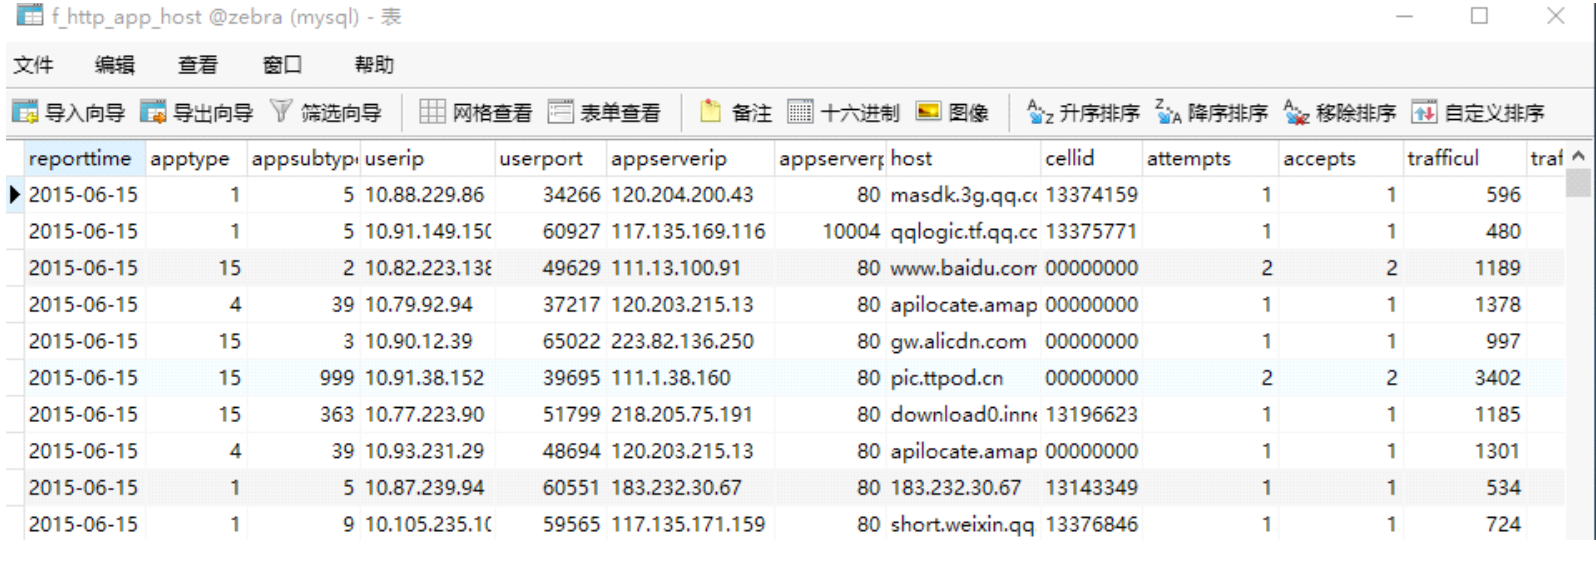 f_http_app_host @zebra (mysql) - 表
文件 编辑 查看 窗口 帮助
导入向导 导出向导 筛选向导 网格查看 表单查看 备注 十六进制 图像 升序排序 降序排序 移除排序 自定义排序
reporttime apptype appsubtyp userip userport appserverip appserverp host cellid attempts accepts trafficul traf
2015-06-15 1 5 10.88.229.86 34266 120.204.200.43 80 masdk.3g.qq.cc 13374159 1 1 596
2015-06-15 1 5 10.91.149.150 60927 117.135.169.116 10004 qqlogic.tf.qq.cc 13375771 1 1 480
2015-06-15 15 2 10.82.223.138 49629 111.13.100.91 80 www.baidu.com 00000000 2 2 1189
2015-06-15 4 39 10.79.92.94 37217 120.203.215.13 80 apilocate.amap 00000000 1 1 1378
2015-06-15 15 3 10.90.12.39 65022 223.82.136.250 80 gw.alicdn.com 00000000 1 1 997
2015-06-15 15 999 10.91.38.152 39695 111.1.38.160 80 pic.ttpod.cn 00000000 2 2 3402
2015-06-15 15 363 10.77.223.90 51799 218.205.75.191 80 download0.inne 13196623 1 1 1185
2015-06-15 4 39 10.93.231.29 48694 120.203.215.13 80 apilocate.amap 00000000 1 1 1301
2015-06-15 1 5 10.87.239.94 60551 183.232.30.67 80 183.232.30.67 13143349 1 1 534
2015-06-15 1 9 10.105.235.10 59565 117.135.171.159 80 short.weixin.qq 13376846 1 1 724